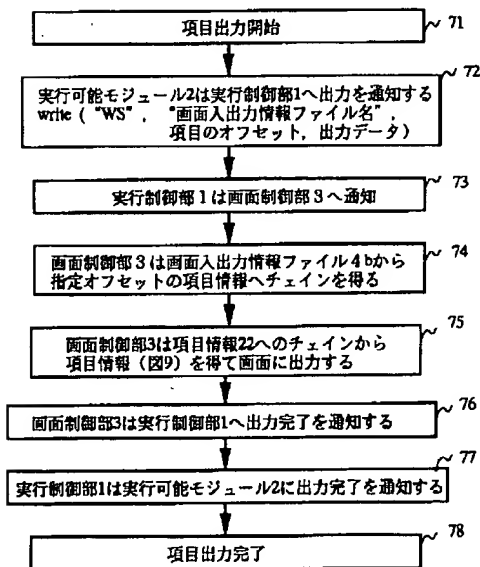 項目出力開始
71
72
実行可能モジュール2は実行制御部1へ出力を通知する
write ( "WS" , "画面入出力情報ファイル名" ,
項目のオフセット, 出力データ)
73
実行制御部1は画面制御部3へ通知
74
画面制御部3は画面入出力情報ファイル4bから
指定オフセットの項目情報へチェインを得る
75
画面制御部3は項目情報22へのチェインから
項目情報 (図9) を得て画面に出力する
76
画面制御部3は実行制御部1へ出力完了を通知する
77
実行制御部1は実行可能モジュール2に出力完了を通知する
78
項目出力完了